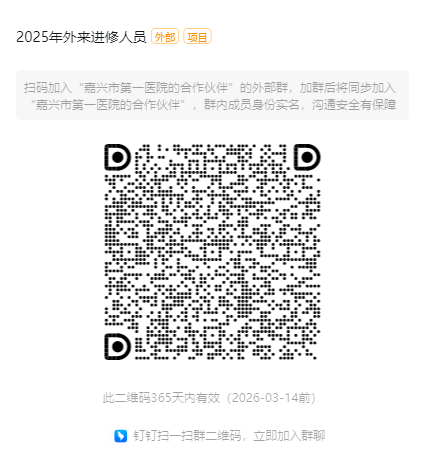 2025年外来进修人员 外部 项目
扫码加入“嘉兴市第一医院的合作伙伴”的外部群，加群后将同步加入
“嘉兴市第一医院的合作伙伴”，群内成员身份实名，沟通安全有保障
此二维码365天内有效（2026-03-14前）
钉钉扫一扫群二维码，立即加入群聊